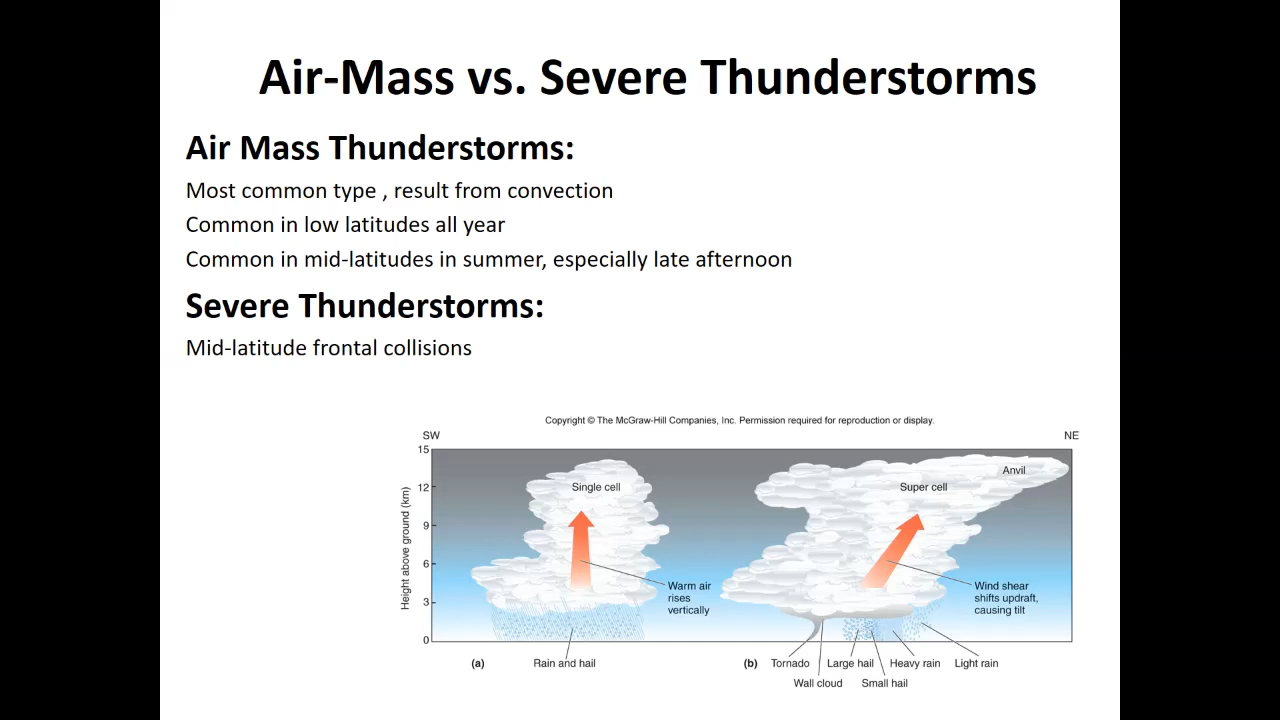 Air-Mass vs. Severe Thunderstorms
Air Mass Thunderstorms:
Most common type , result from convection
Common in low latitudes all year
Common in mid-latitudes in summer, especially late afternoon
Severe Thunderstorms:
Mid-latitude frontal collisions
Copyright © The McGraw-Hill Companies, Inc. Permission required for reproduction or display.
SW
NE
Height above ground (km)
15
12
9
6
3
0
Single cell
Warm air
rises
vertically
(a)
Rain and hail
Anvil
Super cell
Wind shear
shifts updraft,
causing tilt
(b)
Tornado
Large hail
Heavy rain
Light rain
Wall cloud
Small hail